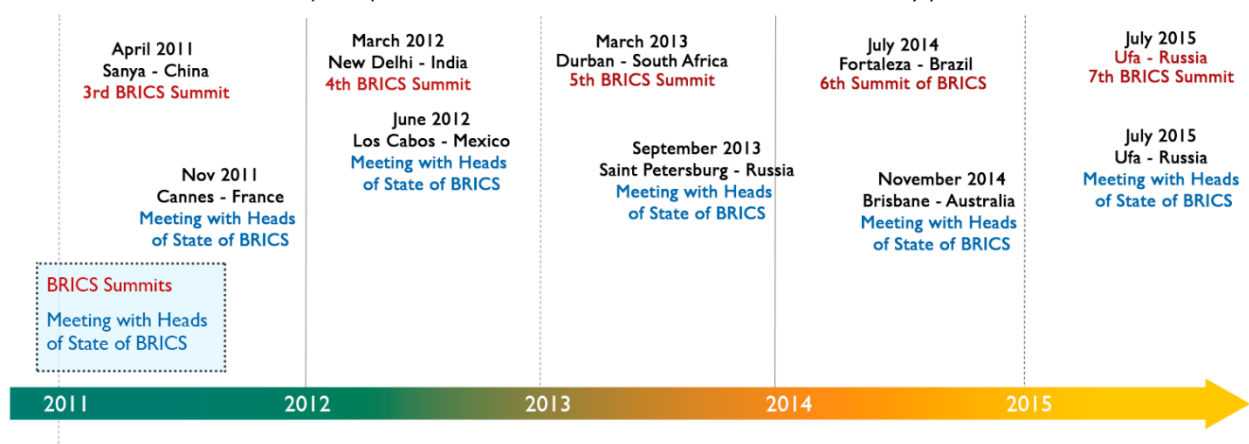 April 2011
Sanya - China
3rd BRICS Summit
Nov 2011
Cannes - France
Meeting with Heads
of State of BRICS
March 2012
New Delhi - India
4th BRICS Summit
June 2012
Los Cabos - Mexico
Meeting with Heads
of State of BRICS
March 2013
Durban - South Africa
5th BRICS Summit
September 2013
Saint Petersburg - Russia
Meeting with Heads
of State of BRICS
July 2014
Fortaleza - Brazil
6th Summit of BRICS
November 2014
Brisbane - Australia
Meeting with Heads
of State of BRICS
July 2015
Ufa - Russia
7th BRICS Summit
July 2015
Ufa - Russia
Meeting with Heads
of State of BRICS
BRICS Summits
Meeting with Heads
of State of BRICS
2011
2012
2013
2014
2015